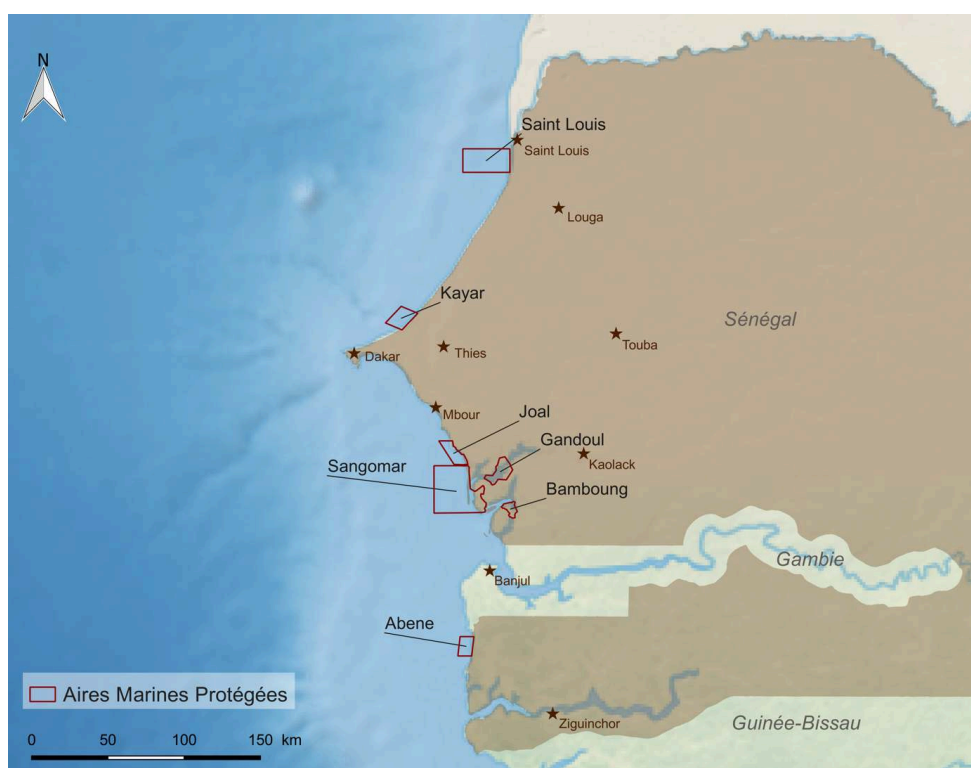 N
Saint Louis
Saint Louis
Louga
Kayar
Sénégal
Dakar
Thies
Touba
Mbour
Joal
Gandoul
Sangomar
Kaolack
Bamboung
Gambie
Banjul
Abene
Aires Marines Protégées
Ziguinchor
Guinée-Bissau
0 50 100 150 km